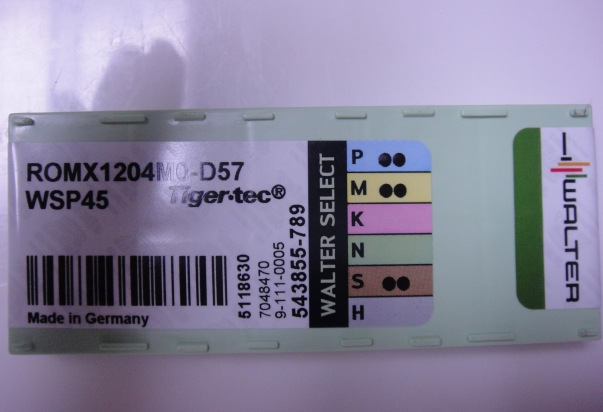 ROMX1204M0-D57
WSP45 Tiger·tec®
Made in Germany
5118630
7048470
9-111-0005
543855-789
WALTER SELECT
P ●●
M ●●
K
N
S ●●
H
WALTER